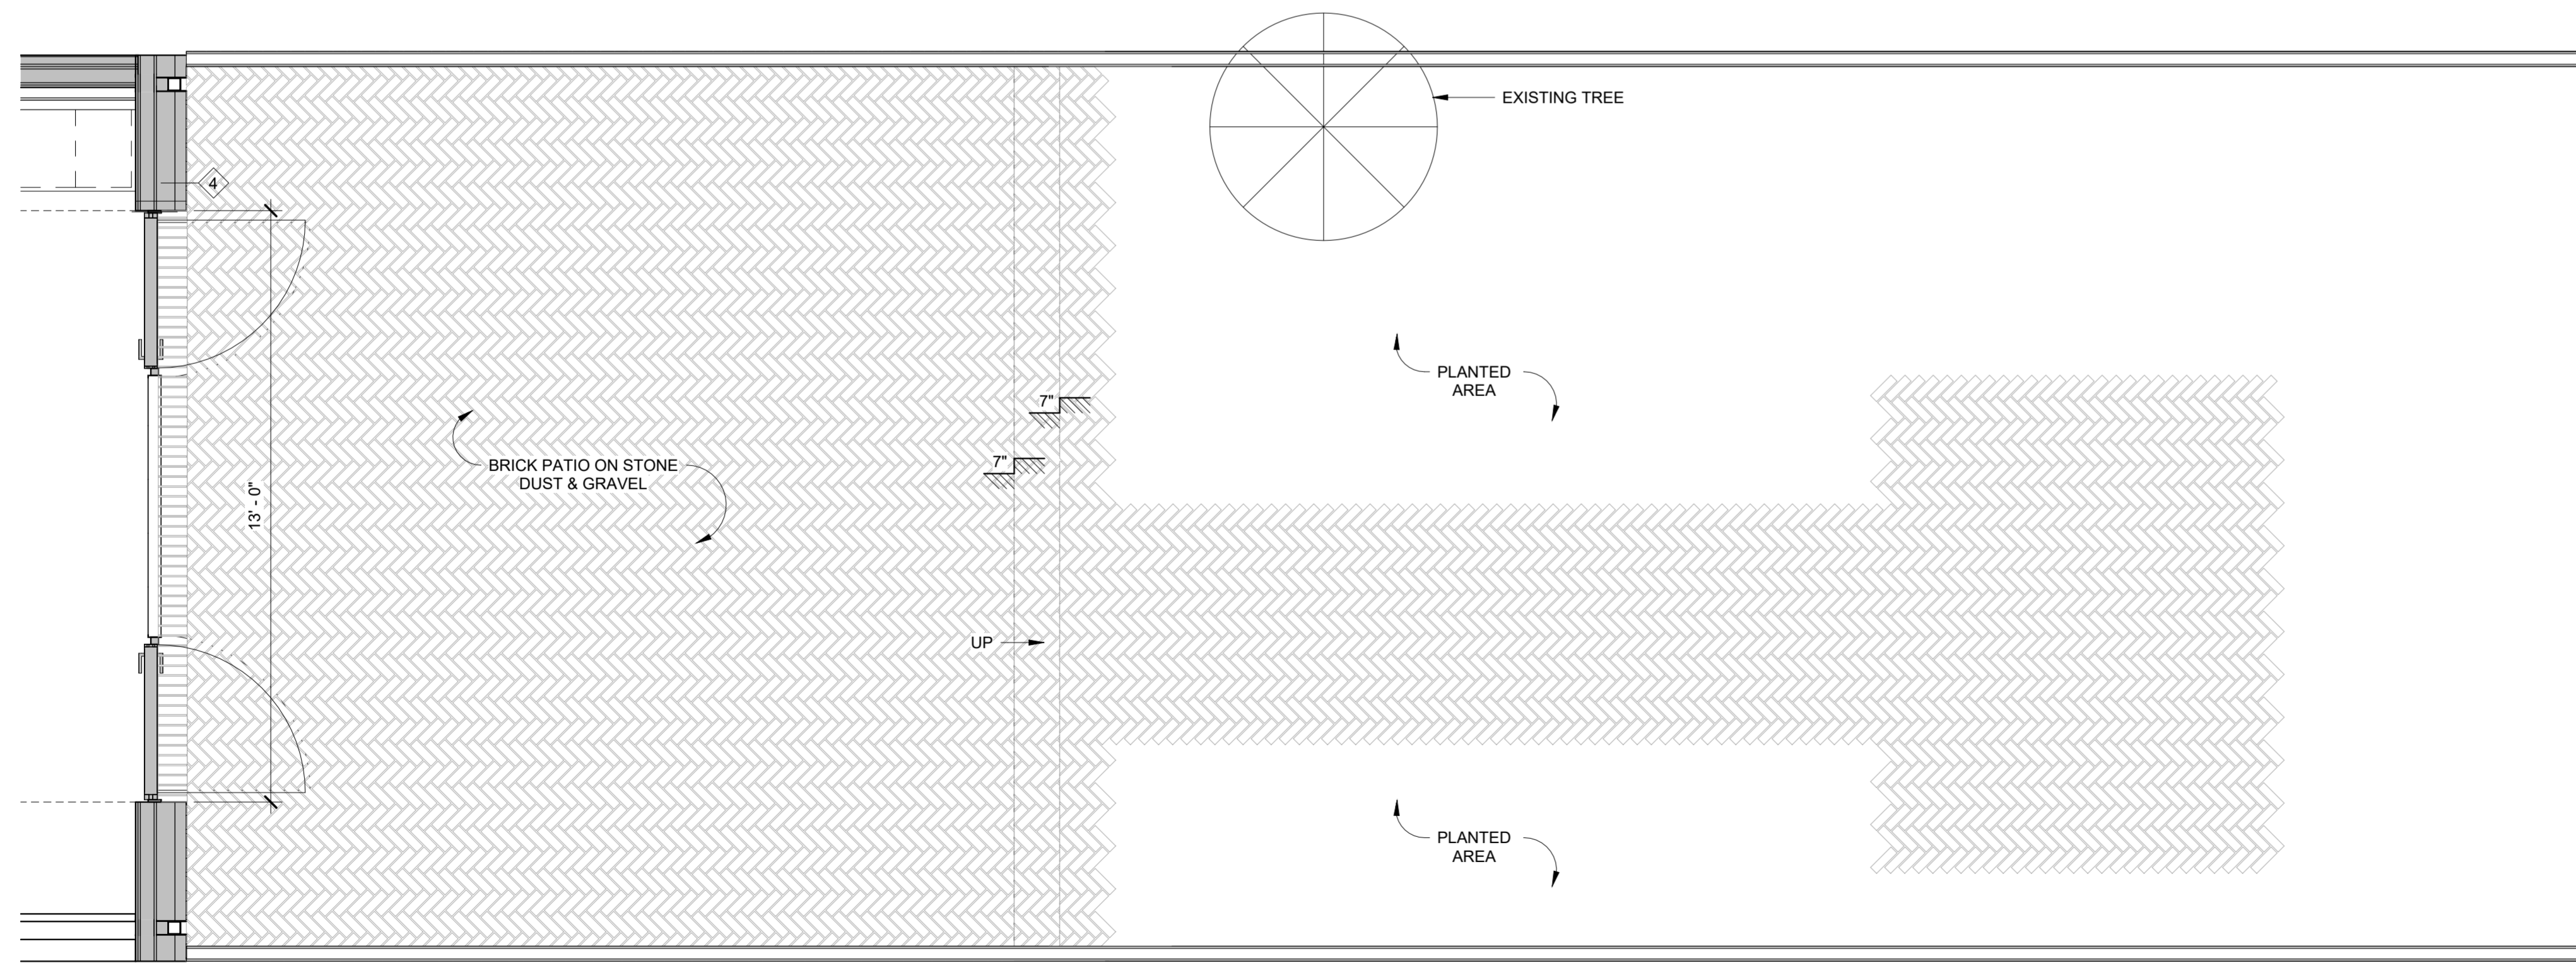 EXISTING TREE
4
PLANTED
AREA
7"
7"
BRICK PATIO ON STONE
DUST & GRAVEL
13' - 0"
UP
PLANTED
AREA